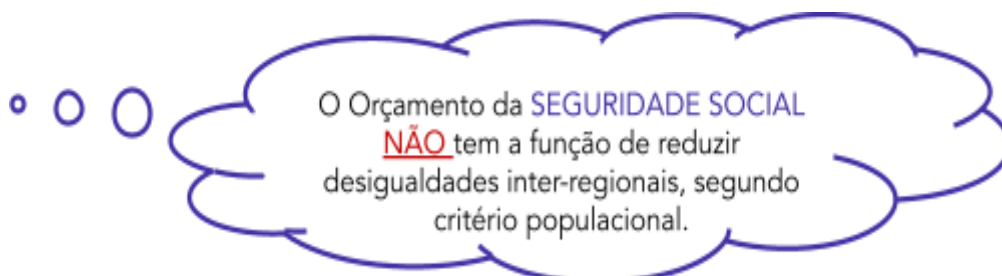 O Orçamento da SEGURIDADE SOCIAL
NÃO tem a função de reduzir
desigualdades inter-regionais, segundo
critério populacional.